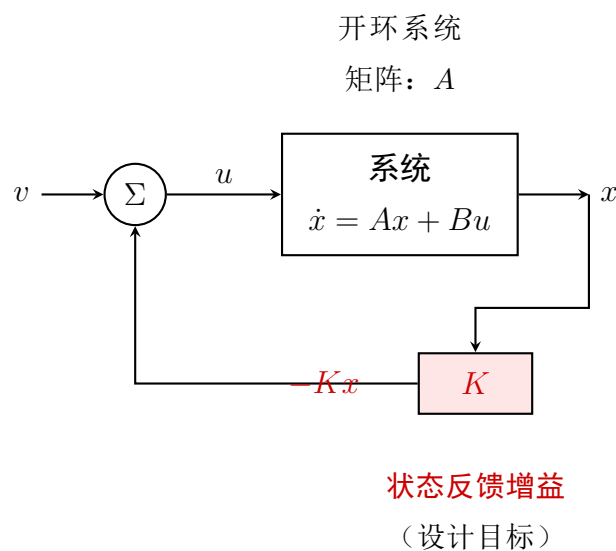 开环系统
矩阵：A
v
Σ
u
系统
ẋ = Ax + Bu
x
−Kx
K
状态反馈增益
（设计目标）